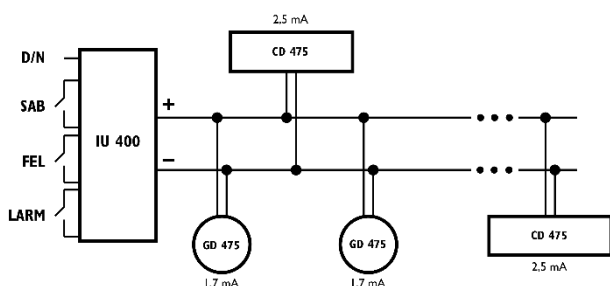 2,5 mA
CD 475
D/N
SAB
FEL
LARM
IU 400
+
−
GD 475
1,7 mA
GD 475
1,7 mA
CD 475
2,5 mA